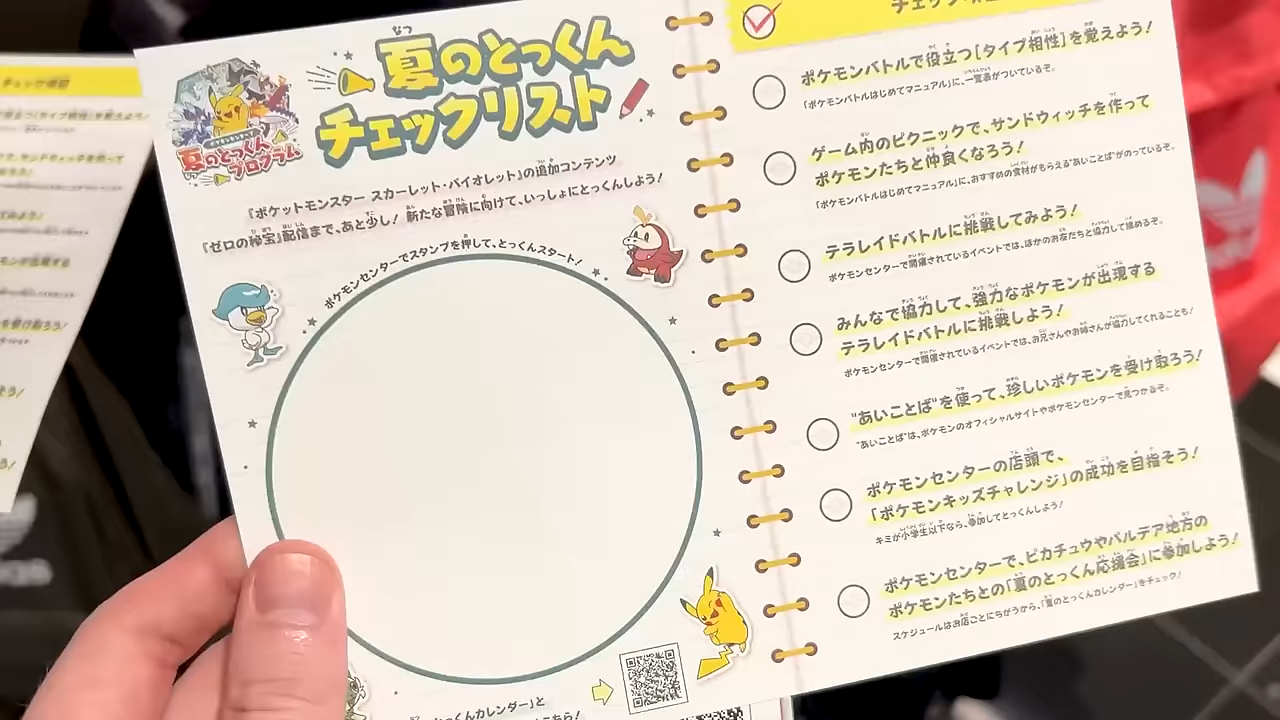 夏のとっくん
チェックリスト
夏のとっくん
プログラム
『ポケットモンスター スカーレット・バイオレット』の追加コンテンツ
「ゼロの秘宝」配信まで、あと少し! 新たな冒険に向けて、いっしょにとっくんしよう!
ポケモンセンターでスタンプを押して、とっくんスタート!
ポケモンバトルで役立つ[タイプ相性]を覚えよう!
「ポケモンバトルはじめてマニュアル」に、一覧表がついているぞ。
ゲーム内のピクニックで、サンドウィッチを作って
ポケモンたちと仲良くなろう!
「ポケモンバトルはじめてマニュアル」に、おすすめの食材がもらえる"あいことば"がのっているぞ。
テラレイドバトルに挑戦してみよう!
ポケモンセンターで開催されているイベントでは、ほかのお友だちと協力して挑めるぞ。
みんなで協力して、強力なポケモンが出現する
テラレイドバトルに挑戦しよう!
ポケモンセンターで開催されているイベントでは、お兄さんやお姉さんが協力してくれることも!
"あいことば"を使って、珍しいポケモンを受け取ろう!
"あいことば"は、ポケモンのオフィシャルサイトやポケモンセンターで見つかるぞ。
ポケモンセンターの店頭で、
「ポケモンキッズチャレンジ」の成功を目指そう!
キミが小学生以下なら、参加してとっくんしよう!
ポケモンセンターで、ピカチュウやパルデア地方の
ポケモンたちとの「夏のとっくん応援会」に参加しよう!
スケジュールはお店ごとにちがうから、「夏のとっくんカレンダー」をチェック!
とっくんカレンダー」と